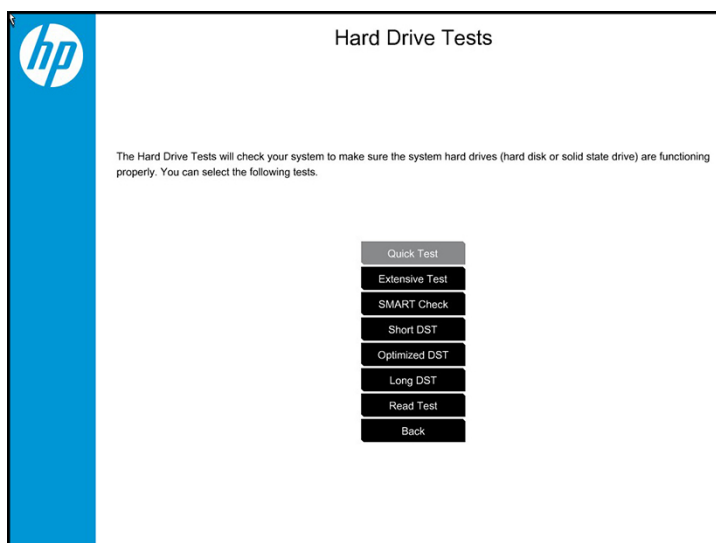 hp
Hard Drive Tests
The Hard Drive Tests will check your system to make sure the system hard drives (hard disk or solid state drive) are functioning
properly. You can select the following tests.
Quick Test
Extensive Test
SMART Check
Short DST
Optimized DST
Long DST
Read Test
Back